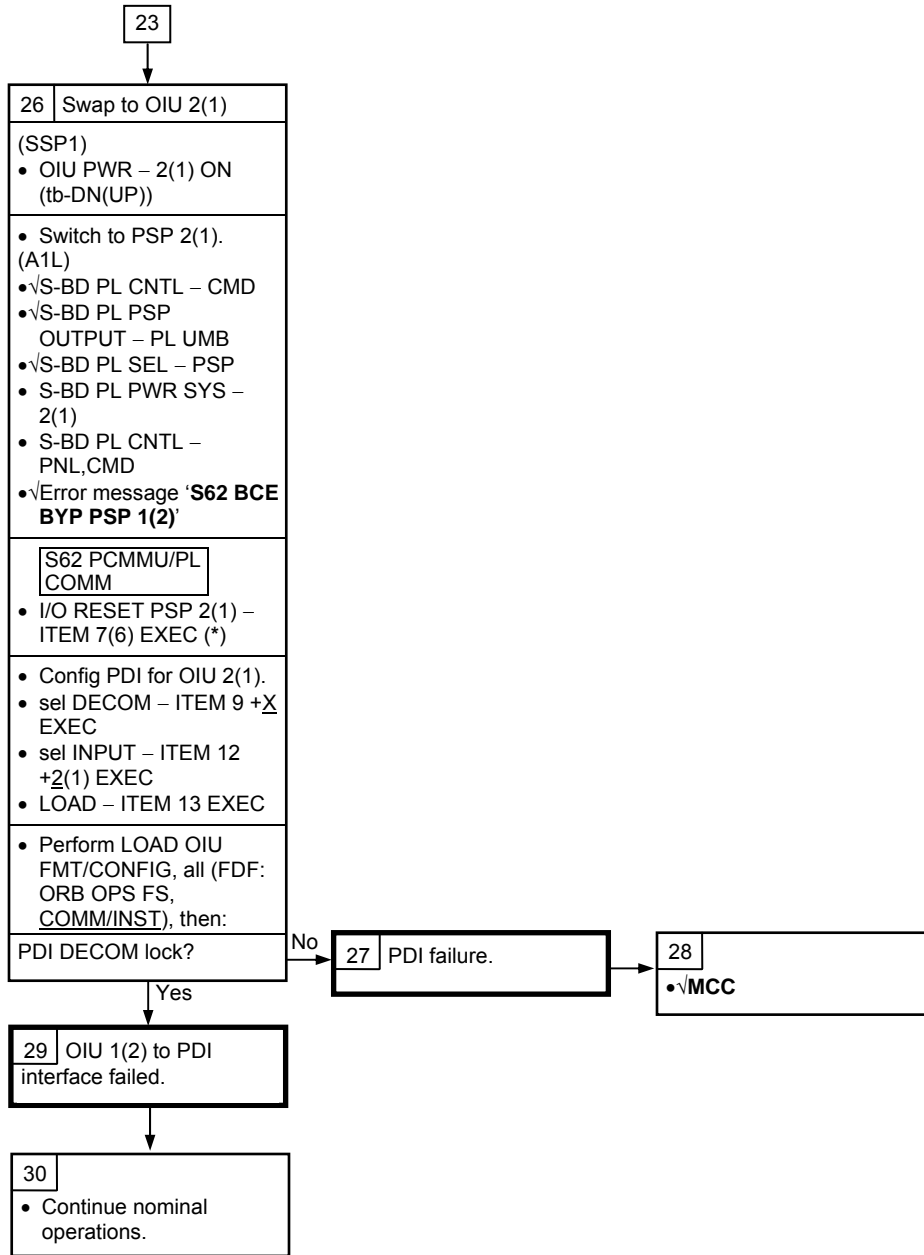 23
26 Swap to OIU 2(1)
(SSP1)
• OIU PWR – 2(1) ON
(tb-DN(UP))
• Switch to PSP 2(1).
(A1L)
•√S-BD PL CNTL – CMD
•√S-BD PL PSP
OUTPUT – PL UMB
•√S-BD PL SEL – PSP
• S-BD PL PWR SYS –
2(1)
• S-BD PL CNTL –
PNL,CMD
•√Error message ‘S62 BCE
BYP PSP 1(2)’
S62 PCMMU/PL
COMM
• I/O RESET PSP 2(1) –
ITEM 7(6) EXEC (*)
• Config PDI for OIU 2(1).
• sel DECOM – ITEM 9 +X
EXEC
• sel INPUT – ITEM 12
+2(1) EXEC
• LOAD – ITEM 13 EXEC
• Perform LOAD OIU
FMT/CONFIG, all (FDF:
ORB OPS FS,
COMM/INST), then:
PDI DECOM lock?
No
27 PDI failure.
28
•√MCC
Yes
29 OIU 1(2) to PDI
interface failed.
30
• Continue nominal
operations.